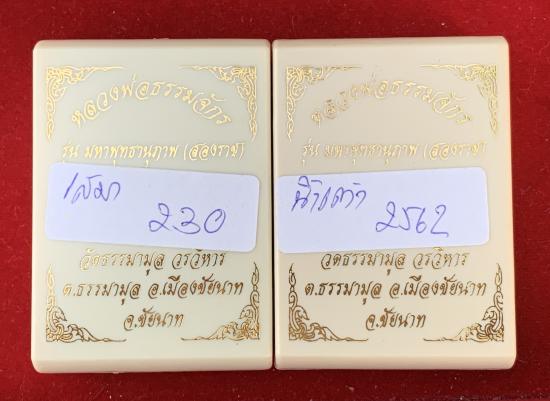 หลวงพ่อธรรมจักร
รุ่น มหาพุทธานุภาพ (สองราช)
เสมา
230
วัดธรรมามูล วรวิหาร
ต.ธรรมามูล อ.เมืองชัยนาท
จ.ชัยนาท
หลวงพ่อธรรมจักร
รุ่น มหาพุทธานุภาพ (สองราช)
น้ำเต้า
2562
วัดธรรมามูล วรวิหาร
ต.ธรรมามูล อ.เมืองชัยนาท
จ.ชัยนาท